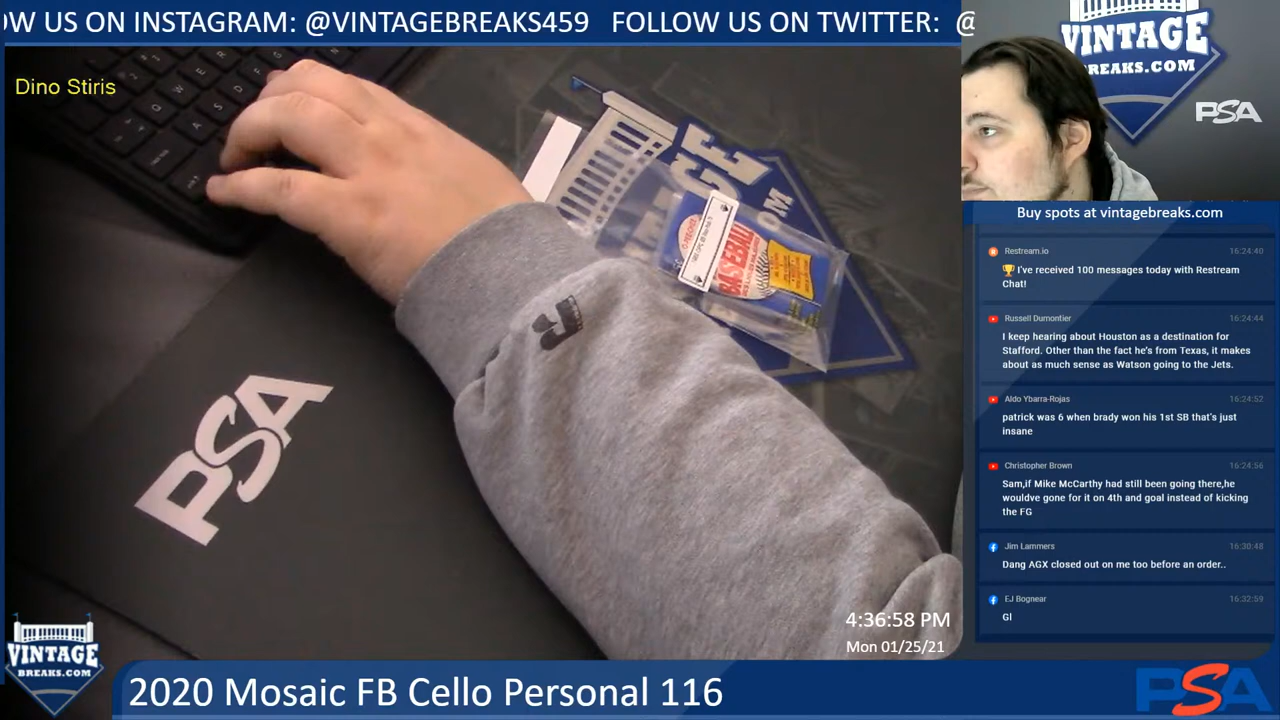 OW US ON INSTAGRAM: @VINTAGEBREAKS459 FOLLOW US ON TWITTER: @
Dino Stiris
VINTAGE
BREAKS.COM
PSA
Buy spots at vintagebreaks.com
Restream.io 16:24:40
🏆 I've received 100 messages today with Restream
Chat!
Russell Dumontier 16:24:44
I keep hearing about Houston as a destination for
Stafford. Other than the fact he's from Texas, it makes
about as much sense as Watson going to the Jets.
Aldo Ybarra-Rojas 16:24:52
patrick was 6 when brady won his 1st SB that's just
insane
Christopher Brown 16:24:56
Sam,if Mike McCarthy had still been going there,he
wouldve gone for it on 4th and goal instead of kicking
the FG
Jim Lammers 16:30:48
Dang AGX closed out on me too before an order..
EJ Bognear 16:32:59
Gl
AGE
OM
BASEBALL
PSA
4:36:58 PM
Mon 01/25/21
VINTAGE
BREAKS.COM
2020 Mosaic FB Cello Personal 116
PSA